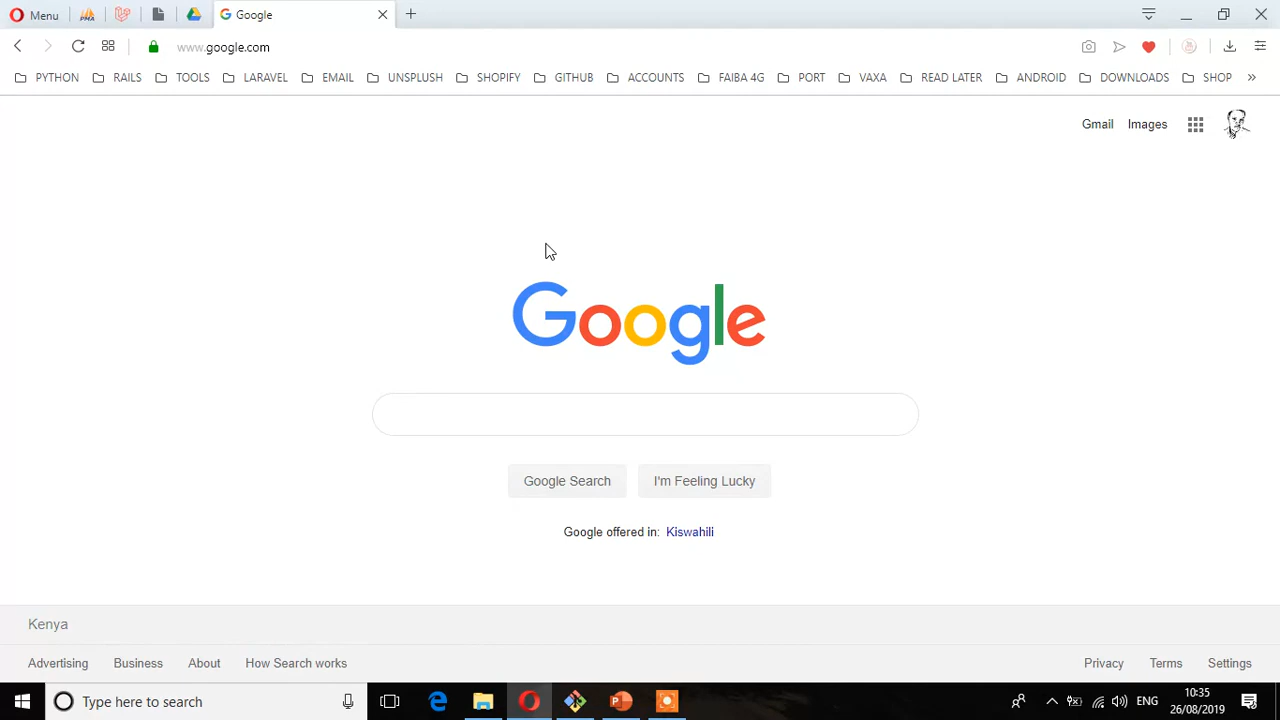 Menu
Google
www.google.com
PYTHON RAILS TOOLS LARAVEL EMAIL UNSPLUSH SHOPIFY GITHUB ACCOUNTS FAIBA 4G PORT VAXA READ LATER ANDROID DOWNLOADS SHOP »
Gmail Images
Google
Google Search I'm Feeling Lucky
Google offered in: Kiswahili
Kenya
Advertising Business About How Search works Privacy Terms Settings
Type here to search ENG 10:35
26/08/2019